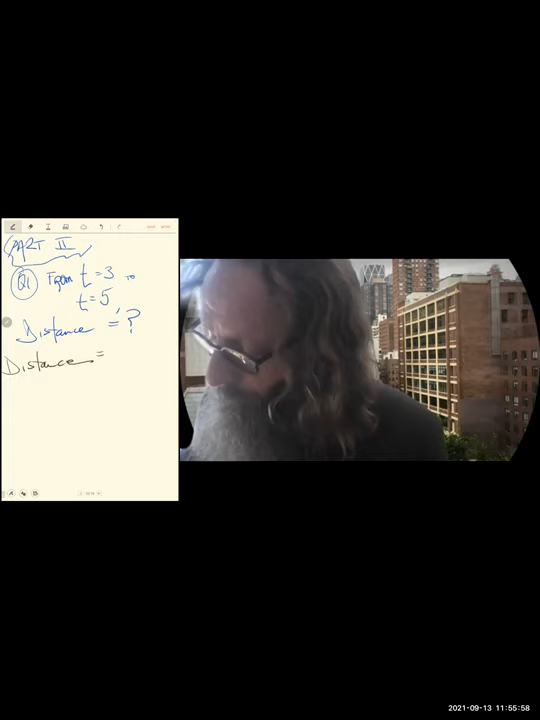 PART II
Q1 From t = 3 to
t = 5,
Distance = ?
Distance =
2021-09-13 11:55:58